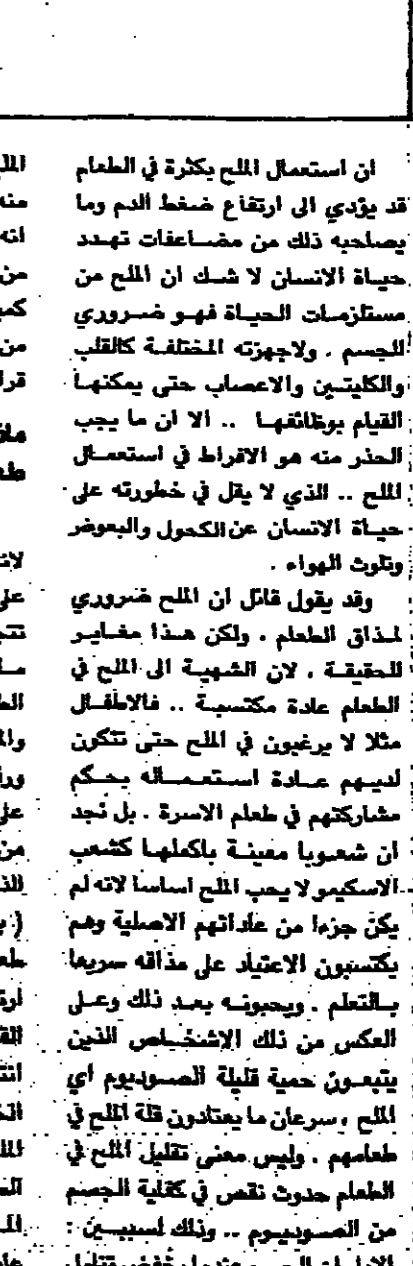 ان استعمال الملح بكثرة في الطعام
قد يؤدي الى ارتفاع ضغط الدم وما
يصاحبه ذلك من مضاعفات تهدد
حياة الانسان لا شك ان الملح من
مستلزمات الحياة فهو ضروري
للجسم . ولاجهزته المختلفة كالقلب
والكليتين والاعصاب حتى يمكنها
القيام بوظائفها .. الا ان ما يجب
الحذر منه هو الافراط في استعمال
الملح .. الذي لا يقل في خطورته على
حياة الانسان عن الكحول والبعوض
وتلوث الهواء .
وقد يقول قائل ان الملح ضروري
لمذاق الطعام . ولكن هذا مغاير
للحقيقة . لان الشهية الى الملح في
الطعام عادة مكتسبة .. فالاطفال
مثلا لا يرغبون في الملح حتى تتكون
لديهم عادة استعماله بحكم
مشاركتهم في طعام الاسرة . بل نجد
ان شعوبا معينة باكملها كشعب
الاسكيمو لا يحب الملح اساسا لانه لم
يكن جزءا من عاداتهم الاصلية وهم
يكتسبون الاعتياد على مذاقه سريعا
بالتعلم . ويحبونه بعد ذلك وعلى
العكس من ذلك الاشخاص الذين
يتبعون حمية قليلة الصوديوم أي
الملح ، سرعان ما يعتادون قلة الملح في
طعامهم . وليس معنى تقليل الملح في
الطعام حدوث نقص في كفاية الجسم
من الصوديوم .. وذلك لسببين :